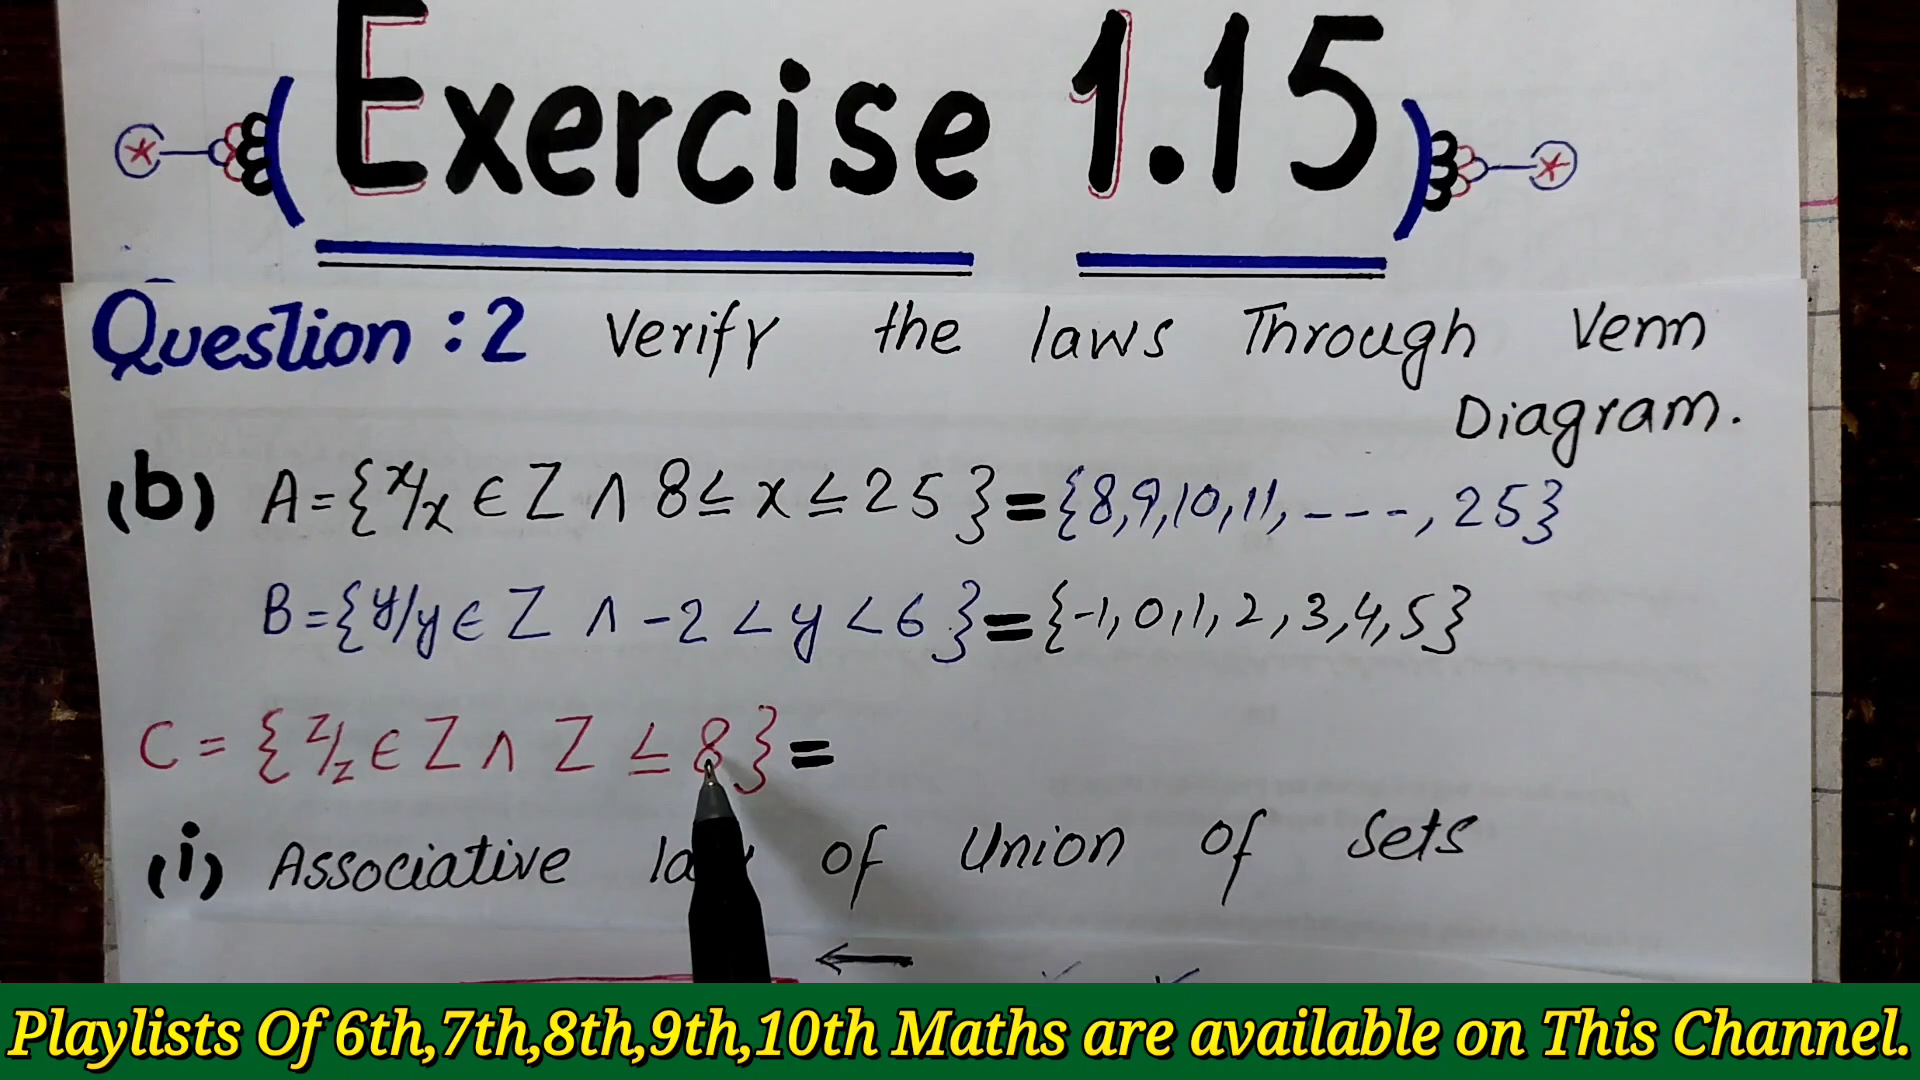 Exercise 1.15
Question : 2 Verify the laws Through Venn
Diagram.
(b) A = {x/x ∈ Z ∧ 8 ≤ x ≤ 25} = {8,9,10,11, - - - -, 25}
B = {y/y ∈ Z ∧ -2 < y < 6} = {-1, 0, 1, 2, 3, 4, 5}
C = {z/z ∈ Z ∧ Z ≤ 8} =
(i) Associative of Union of Sets
Playlists Of 6th,7th,8th,9th,10th Maths are available on This Channel.